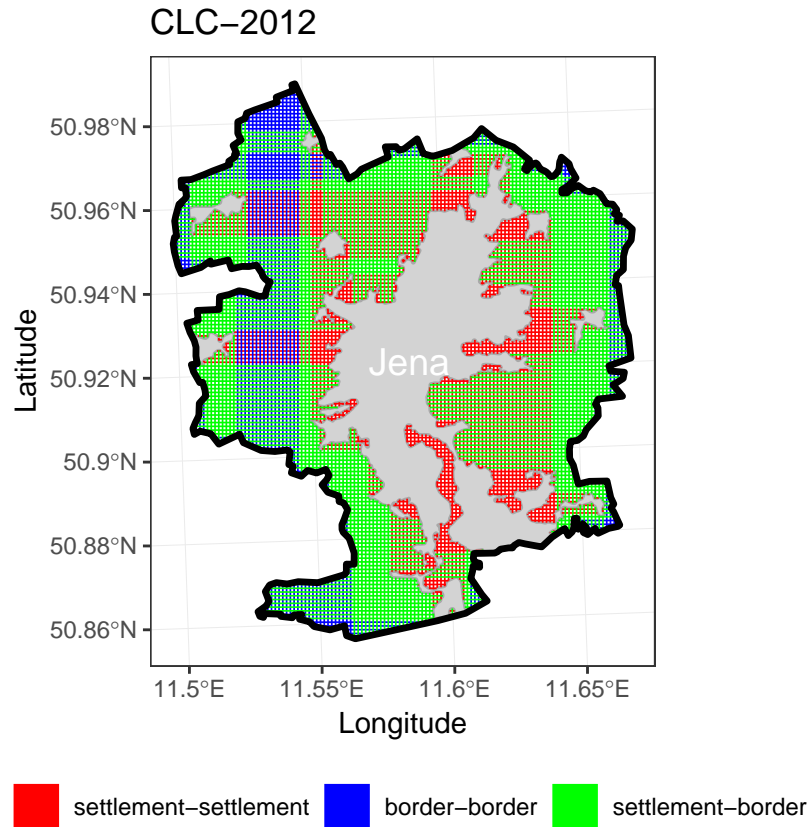 CLC−2012
50.98°N
50.96°N
50.94°N
50.92°N
50.9°N
50.88°N
50.86°N
Latitude
Jena
11.5°E 11.55°E 11.6°E 11.65°E
Longitude
settlement−settlement border−border settlement−border